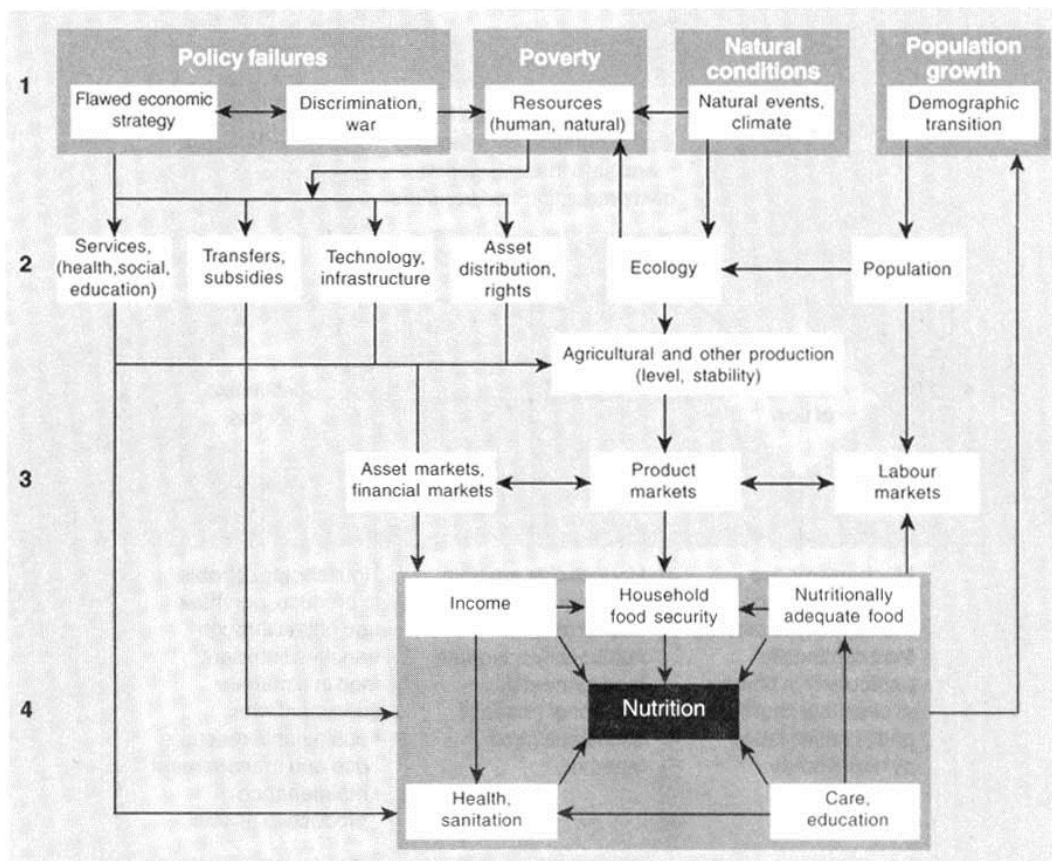 Policy failures
Poverty
Natural
conditions
Population
growth
1
Flawed economic
strategy
Discrimination,
war
Resources
(human, natural)
Natural events,
climate
Demographic
transition
2
Services,
(health,social,
education)
Transfers,
subsidies
Technology,
infrastructure
Asset
distribution,
rights
Ecology
Population
Agricultural and other production
(level, stability)
3
Asset markets,
financial markets
Product
markets
Labour
markets
Income
Household
food security
Nutritionally
adequate food
4
Nutrition
Health,
sanitation
Care,
education